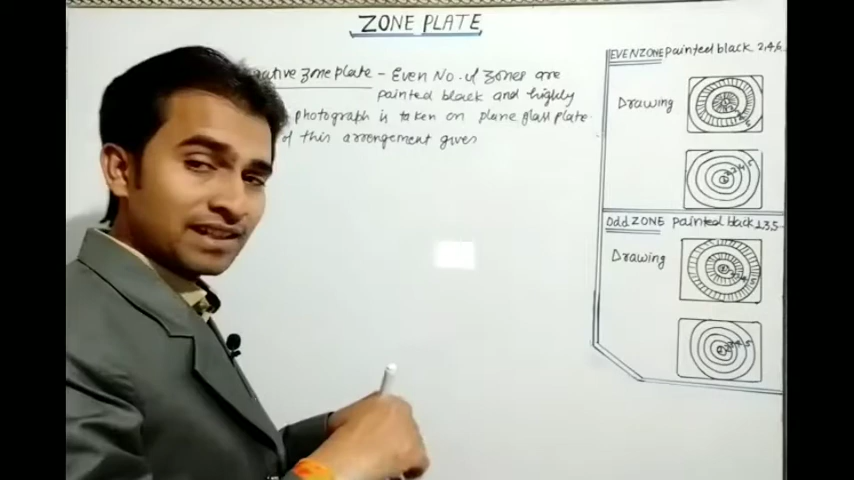 ZONE PLATE
ative zone plate - Even No. of zones are
painted black and highly
photograph is taken on plane glass plate.
of this arrangement gives
EVEN ZONE painted black 2,4,6
Drawing
Odd ZONE painted black 1,3,5
Drawing